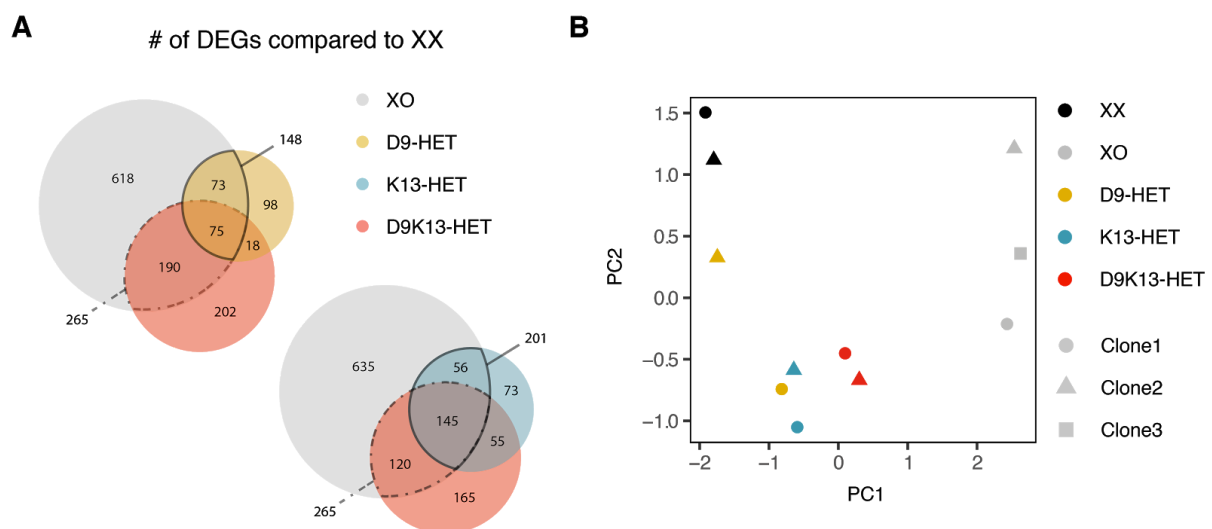 A
# of DEGs compared to XX
XO
D9-HET
K13-HET
D9K13-HET
148
618
73
98
75
18
190
202
265
201
635
56
73
145
55
120
165
265
B
PC2
1.5
1.0
0.5
0.0
−0.5
−1.0
−2
−1
0
1
2
PC1
XX
XO
D9-HET
K13-HET
D9K13-HET
Clone1
Clone2
Clone3